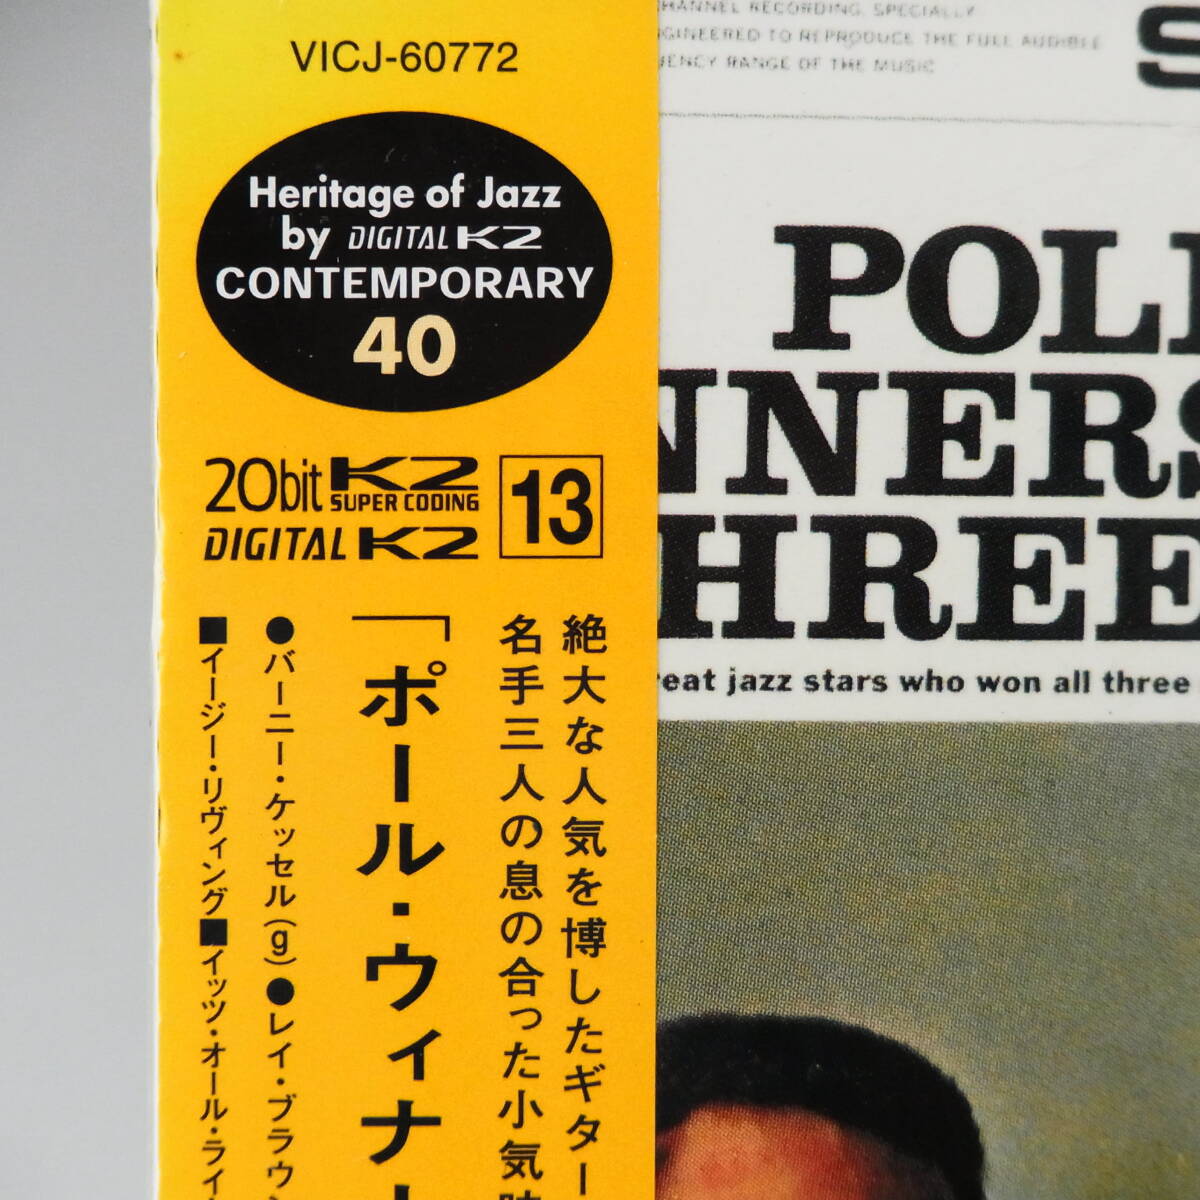 VICJ-60772
Heritage of Jazz
by DIGITAL K2
CONTEMPORARY
40
20bit K2
SUPER CODING
DIGITAL K2
13
絶大な人気を博したギター
名手三人の息の合った小気味
「ポール・ウィナー
●バーニー・ケッセル(g)●レイ・ブラウン
■イージー・リヴィング■イッツ・オール・ライ
HANNEL RECORDING, SPECIALLY
GINEERED TO REPRODUCE THE FULL AUDIBLE
ENCY RANGE OF THE MUSIC
S
POLL
NNERS
HREE
reat jazz stars who won all three